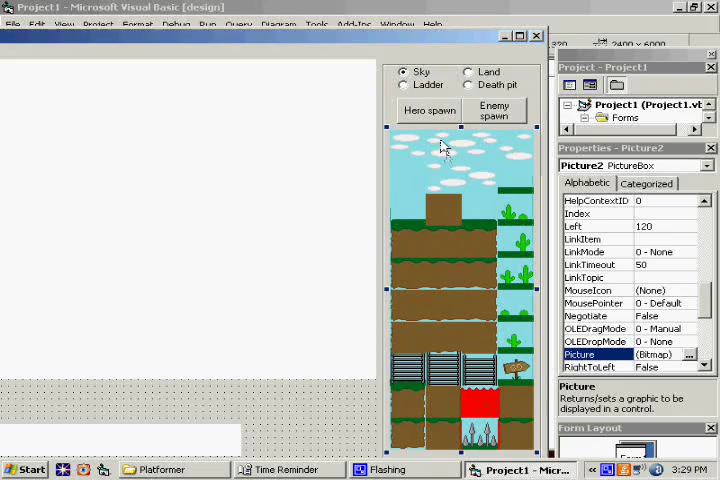 Project1 - Microsoft Visual Basic [design]
File Edit View Project Format Debug Run Query Diagram Tools Add-Ins Window Help
2400 x 6000
Sky Land
Ladder Death pit
Hero spawn
Enemy spawn
GO
Project - Project1
Project1 (Project1.vb
Forms
Properties - Picture2
Picture2 PictureBox
Alphabetic Categorized
HelpContextID 0
Index
Left 120
LinkItem
LinkMode 0 - None
LinkTimeout 50
LinkTopic
MouseIcon (None)
MousePointer 0 - Default
Negotiate False
OLEDragMode 0 - Manual
OLEDropMode 0 - None
Picture (Bitmap) ...
RightToLeft False
Picture
Returns/sets a graphic to be
displayed in a control.
Form Layout
Start Platformer Time Reminder Flashing Project1 - Micr... 3:29 PM